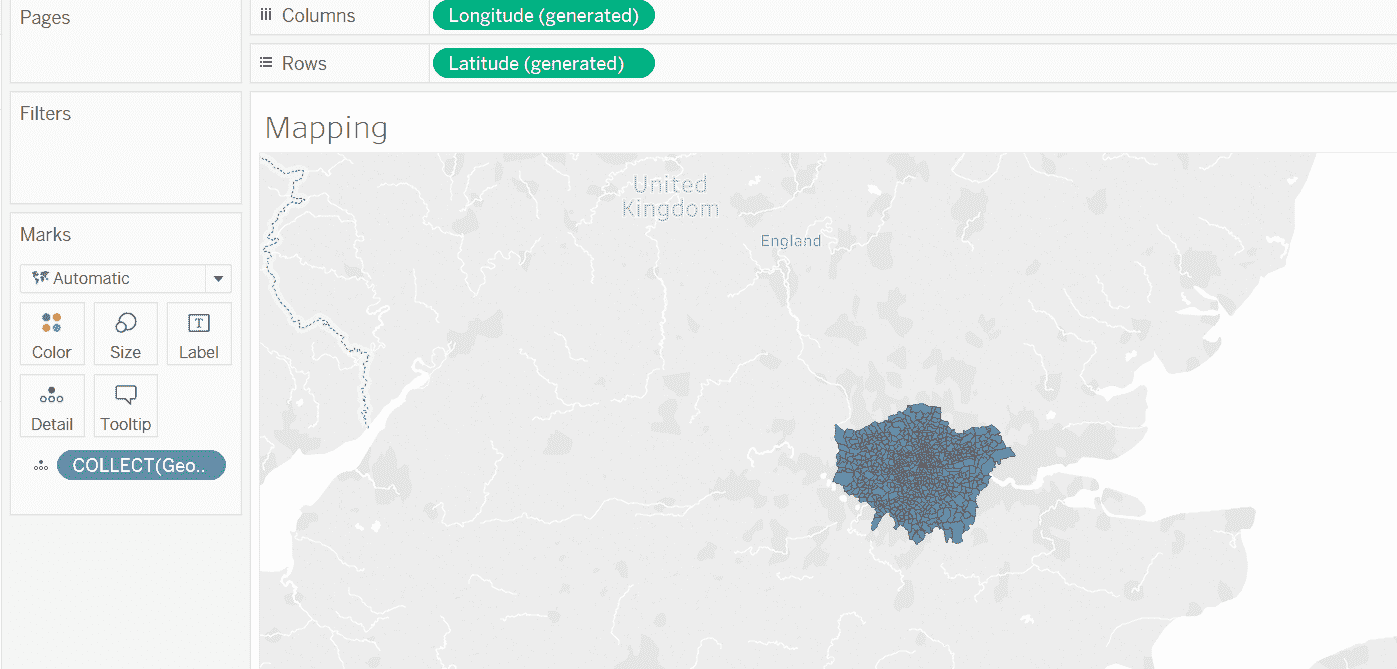 Pages
Columns
Longitude (generated)
Rows
Latitude (generated)
Filters
Mapping
United
Kingdom
England
Marks
Automatic
Color
Size
T
Label
Detail
Tooltip
COLLECT(Geo..